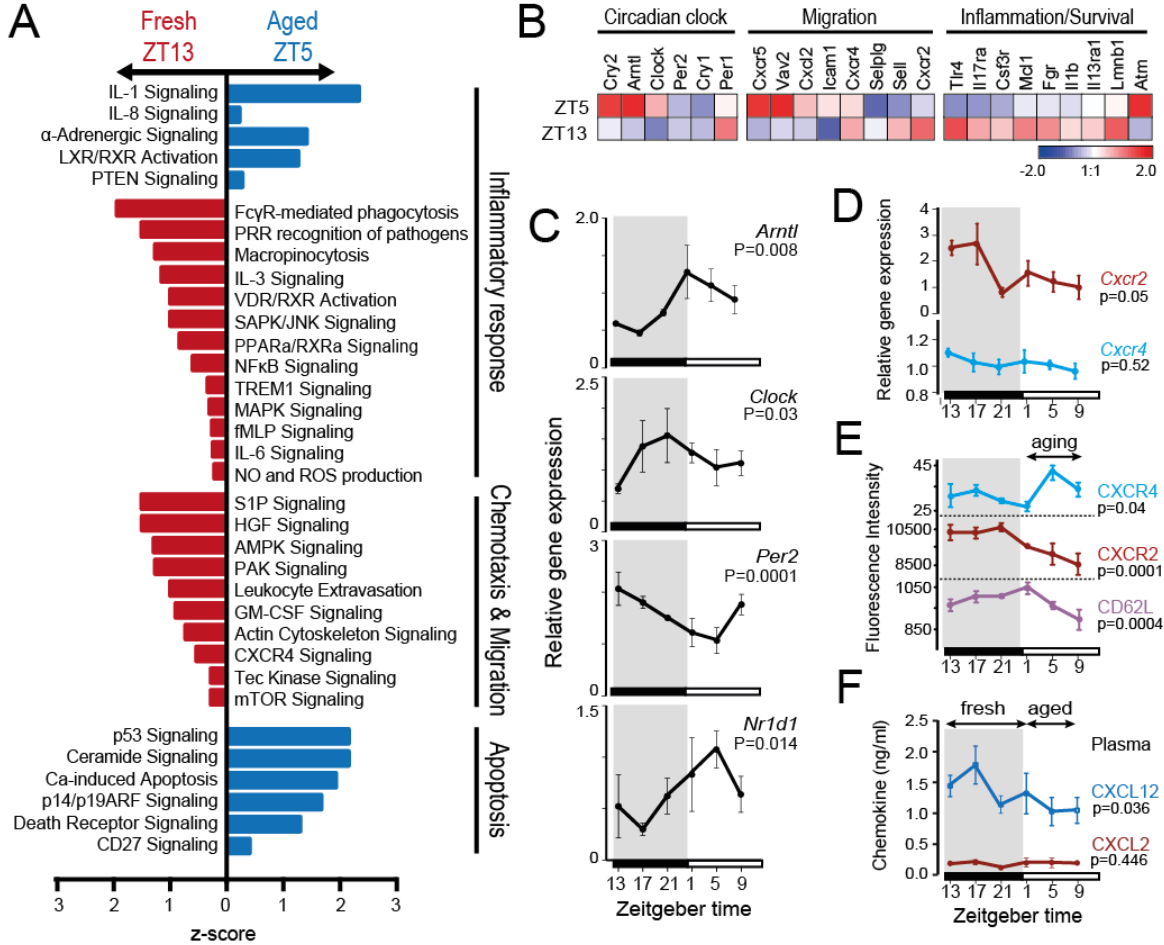 A
Fresh
ZT13
Aged
ZT5
IL-1 Signaling
IL-8 Signaling
α-Adrenergic Signaling
LXR/RXR Activation
PTEN Signaling
FcγR-mediated phagocytosis
PRR recognition of pathogens
Macropinocytosis
IL-3 Signaling
VDR/RXR Activation
SAPK/JNK Signaling
PPARa/RXRa Signaling
NFκB Signaling
TREM1 Signaling
MAPK Signaling
fMLP Signaling
IL-6 Signaling
NO and ROS production
Inflammatory response
S1P Signaling
HGF Signaling
AMPK Signaling
PAK Signaling
Leukocyte Extravasation
GM-CSF Signaling
Actin Cytoskeleton Signaling
CXCR4 Signaling
Tec Kinase Signaling
mTOR Signaling
Chemotaxis & Migration
p53 Signaling
Ceramide Signaling
Ca-induced Apoptosis
p14/p19ARF Signaling
Death Receptor Signaling
CD27 Signaling
Apoptosis
3 2 1 0 1 2 3
z-score
B
Circadian clock Migration Inflammation/Survival
Cry2 Arntl Clock Per2 Cry1 Per1 Cxcr5 Vav2 Cxcl2 Icam1 Cxcr4 Selplg Sell Cxcr2 Tlr4 Il17ra Csf3r Mcl1 Fgr Il1b Il13ra1 Lmnb1 Atm
ZT5
ZT13
-2.0 1:1 2.0
C
Relative gene expression
2.0
Arntl
P=0.008
0
2.5
Clock
P=0.03
0
3
Per2
P=0.0001
0
1.5
Nr1d1
P=0.014
0
13 17 21 1 5 9
Zeitgeber time
D
Relative gene expression
4
3
2
1
0
Cxcr2
p=0.05
1.2
1.0
0.8
Cxcr4
p=0.52
13 17 21 1 5 9
E
aging
Fluorescence Intensity
45
25
CXCR4
p=0.04
10500
8500
CXCR2
p=0.0001
1050
850
CD62L
p=0.0004
13 17 21 1 5 9
F
fresh aged
Chemokine (ng/ml)
2.5
2.0
1.5
1.0
0.5
0.0
Plasma
CXCL12
p=0.036
CXCL2
p=0.446
13 17 21 1 5 9
Zeitgeber time